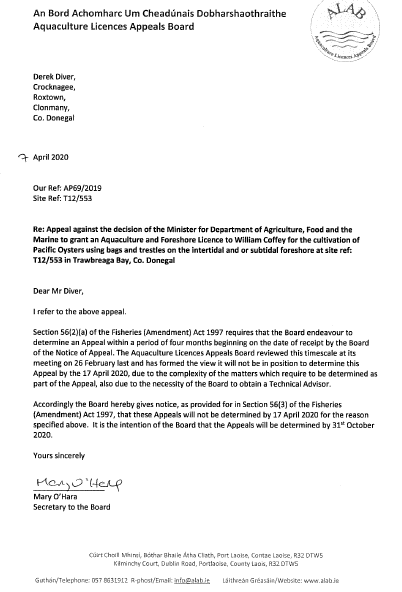 An Bord Achomharc Um Cheadúnais Dobharshaothraithe
Aquaculture Licences Appeals Board
ALAB
Aquaculture Licences Appeals Board
Derek Diver,
Crocknagee,
Roxtown,
Clonmany,
Co. Donegal
7 April 2020
Our Ref: AP69/2019
Site Ref: T12/553
Re: Appeal against the decision of the Minister for Department of Agriculture, Food and the
Marine to grant an Aquaculture and Foreshore Licence to William Coffey for the cultivation of
Pacific Oysters using bags and trestles on the intertidal and or subtidal foreshore at site ref:
T12/553 in Trawbreaga Bay, Co. Donegal
Dear Mr Diver,
I refer to the above appeal.
Section 56(2)(a) of the Fisheries (Amendment) Act 1997 requires that the Board endeavour to
determine an Appeal within a period of four months beginning on the date of receipt by the Board
of the Notice of Appeal. The Aquaculture Licences Appeals Board reviewed this timescale at its
meeting on 26 February last and has formed the view it will not be in position to determine this
Appeal by the 17 April 2020, due to the complexity of the matters which require to be determined as
part of the Appeal, also due to the necessity of the Board to obtain a Technical Advisor.
Accordingly the Board hereby gives notice, as provided for in Section 56(3) of the Fisheries
(Amendment) Act 1997, that these Appeals will not be determined by 17 April 2020 for the reason
specified above. It is the intention of the Board that the Appeals will be determined by 31st October
2020.
Yours sincerely
Mary O'Hara
Mary O'Hara
Secretary to the Board
Cúirt Choill Mhinsi, Bóthar Bhaile Átha Cliath, Port Laoise, Contae Laoise, R32 DTW5
Kilminchy Court, Dublin Road, Portlaoise, County Laois, R32 DTW5
Guthán/Telephone: 057 8631912 R-phost/Email: info@alab.ie Láithreán Gréasáin/Website: www.alab.ie